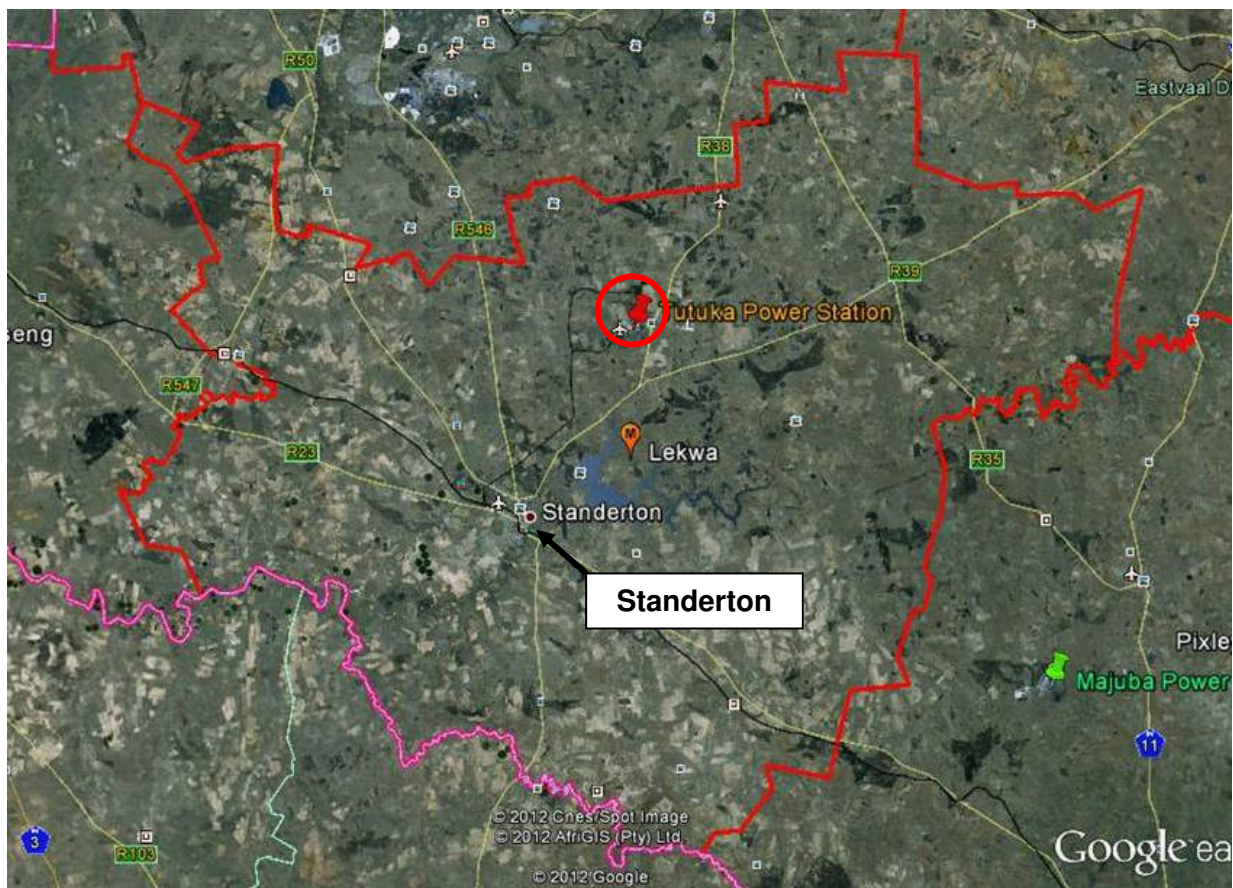 R50
Eastvaal D
R38
R546
R39
Tutuka Power Station
seng
R547
R23
Lekwa
R35
Standerton
Standerton
Pixle
Majuba Power
11
© 2012 Cnes/Spot Image
© 2012 AfriGIS (Pty) Ltd.
3
R103
Google ea
© 2012 Google